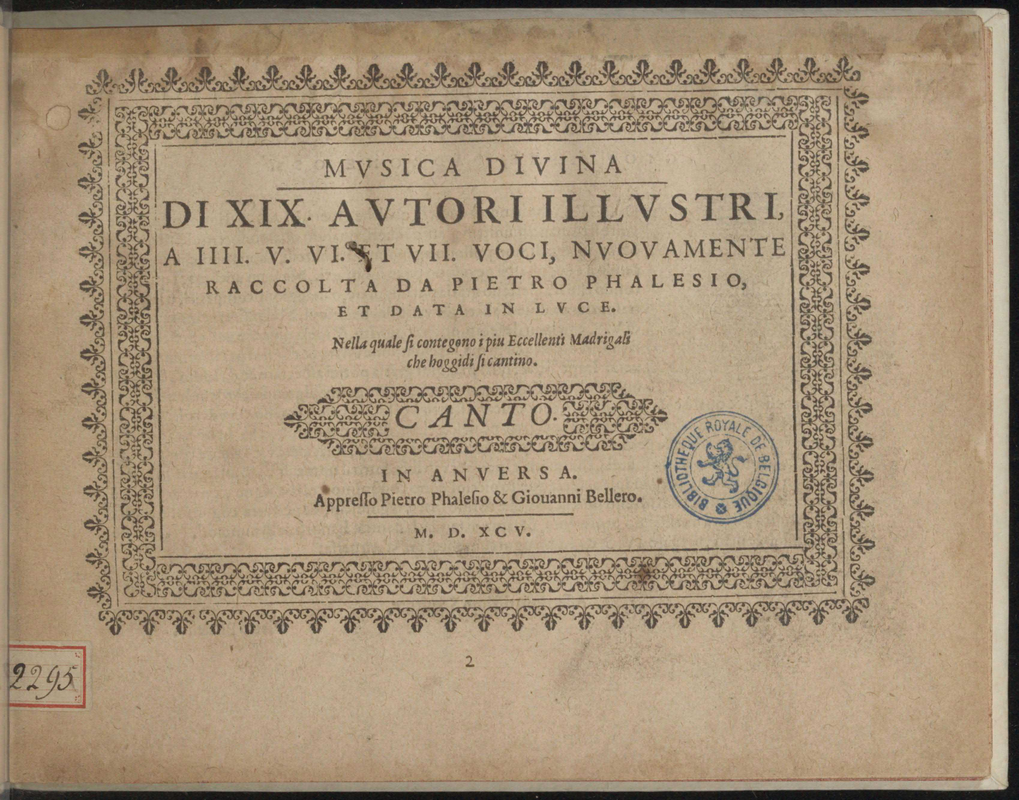 MVSICA DIVINA
DI XIX. AVTORI ILLVSTRI,
A IIII. V. VI. ET VII. VOCI, NVOVAMENTE
RACCOLTA DA PIETRO PHALESIO,
ET DATA IN LVCE.
Nella quale ſi contegono i piu Eccellenti Madrigali
che hoggidi ſi cantino.
CANTO.
IN ANVERSA.
Appreſſo Pietro Phaleſio & Giouanni Bellero.
M. D. XCV.
BIBLIOTHEQUE ROYALE DE BELGIQUE
2
2295